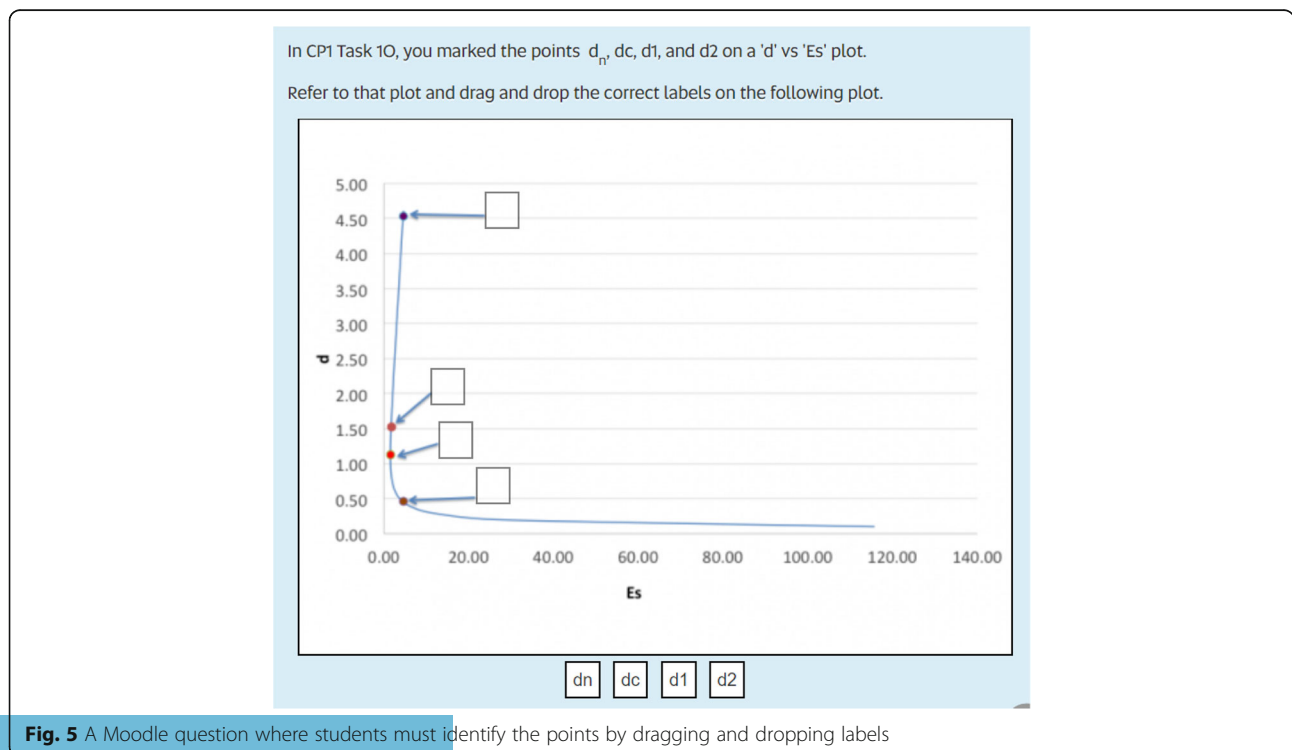 In CP1 Task 10, you marked the points dn, dc, d1, and d2 on a 'd' vs 'Es' plot.
Refer to that plot and drag and drop the correct labels on the following plot.
5.00
4.50
4.00
3.50
3.00
d 2.50
2.00
1.50
1.00
0.50
0.00
0.00 20.00 40.00 60.00 80.00 100.00 120.00 140.00
Es
dn dc d1 d2
Fig. 5 A Moodle question where students must identify the points by dragging and dropping labels